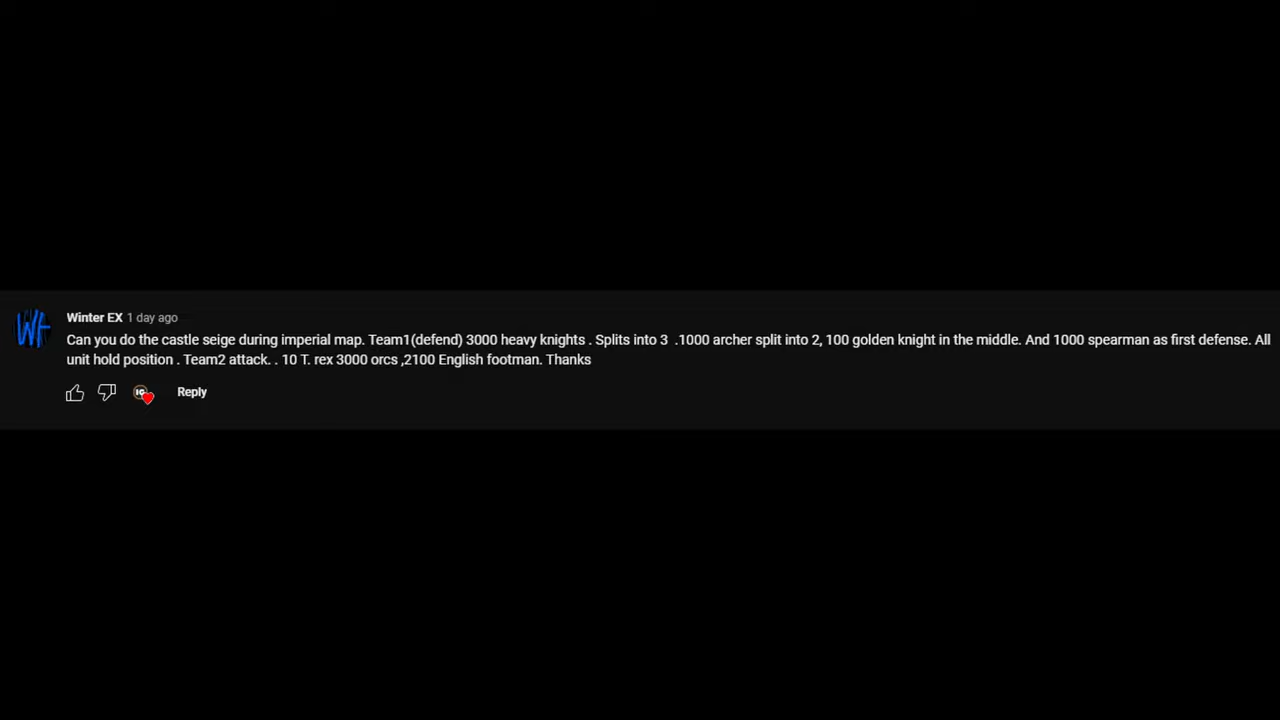 Winter EX 1 day ago
Can you do the castle seige during imperial map. Team1(defend) 3000 heavy knights . Splits into 3 .1000 archer split into 2, 100 golden knight in the middle. And 1000 spearman as first defense. All
unit hold position . Team2 attack. . 10 T. rex 3000 orcs ,2100 English footman. Thanks
Reply